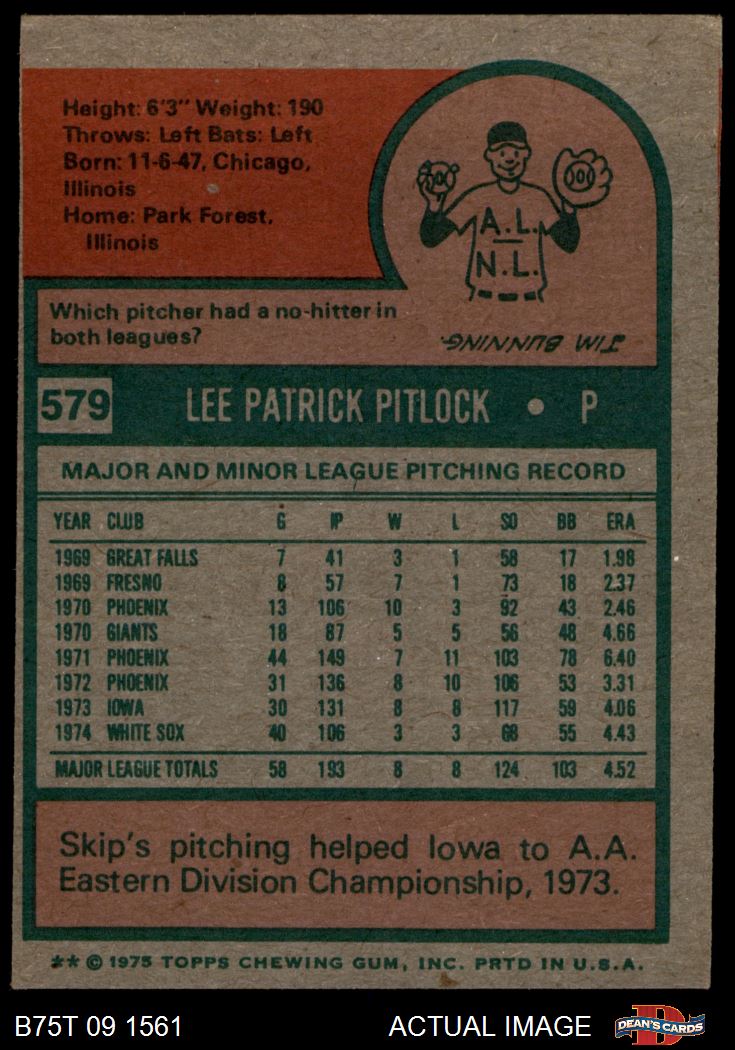 Height: 6'3" Weight: 190
Throws: Left Bats: Left
Born: 11-6-47, Chicago,
Illinois
Home: Park Forest,
Illinois
A.L.
N.L.
Which pitcher had a no-hitter in
both leagues?
JIM BUNNING.
579 LEE PATRICK PITLOCK • P
MAJOR AND MINOR LEAGUE PITCHING RECORD
YEAR CLUB G IP W L SO BB ERA
1969 GREAT FALLS 7 41 3 1 58 17 1.98
1969 FRESNO 8 57 7 1 73 18 2.37
1970 PHOENIX 13 106 10 3 92 43 2.46
1970 GIANTS 18 87 5 5 56 48 4.66
1971 PHOENIX 44 149 7 11 103 78 6.40
1972 PHOENIX 31 136 8 10 106 53 3.31
1973 IOWA 30 131 8 8 117 59 4.06
1974 WHITE SOX 40 106 3 3 68 55 4.43
MAJOR LEAGUE TOTALS 58 193 8 8 124 103 4.52
Skip's pitching helped Iowa to A.A.
Eastern Division Championship, 1973.
** © 1975 TOPPS CHEWING GUM, INC. PRTD IN U.S.A.
B75T 09 1561 ACTUAL IMAGE D DEAN'S CARDS